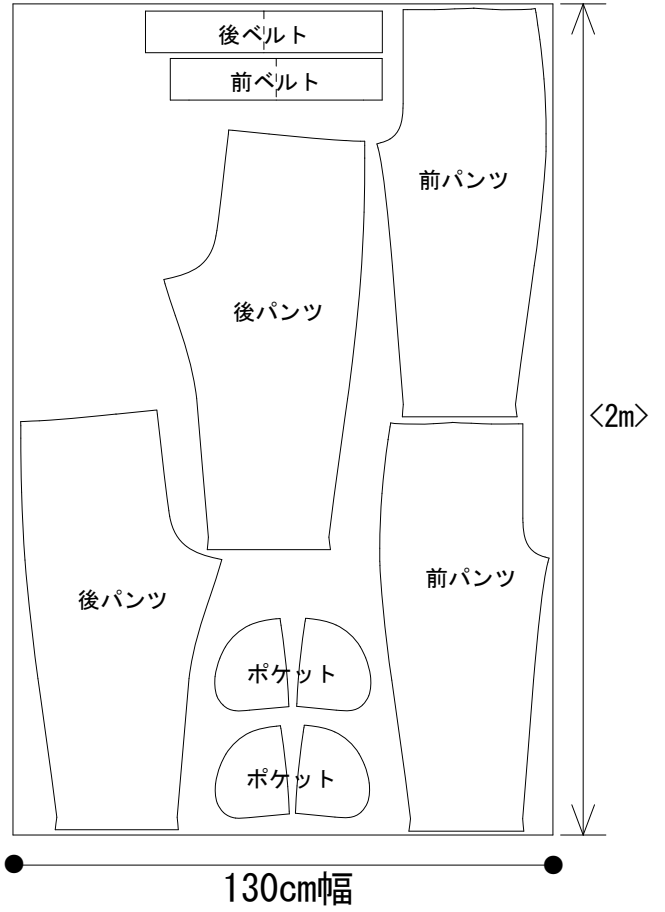 後ベルト
前ベルト
前パンツ
後パンツ
<2m>
前パンツ
後パンツ
ポケット
ポケット
130cm幅